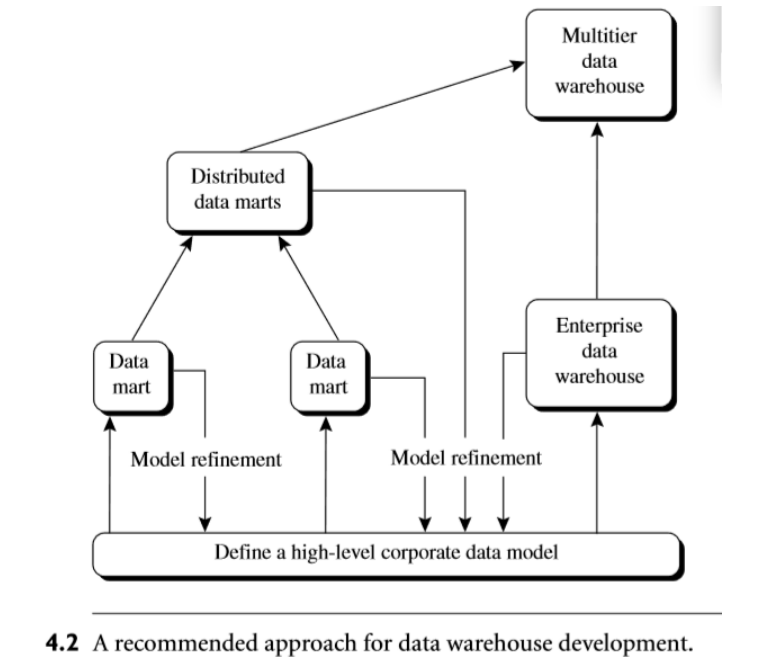 Multitier
data
warehouse
Distributed
data marts
Enterprise
data
warehouse
Data
mart
Data
mart
Model refinement
Model refinement
Define a high-level corporate data model
4.2 A recommended approach for data warehouse development.